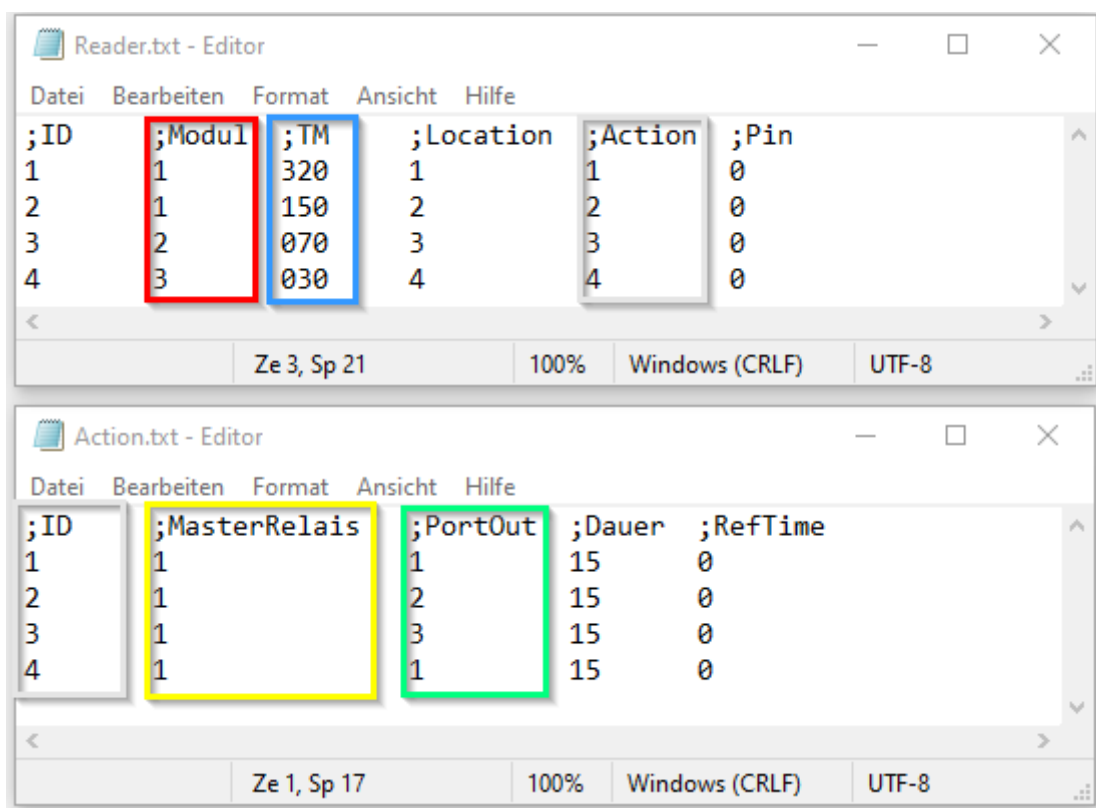 Reader.txt - Editor
Datei Bearbeiten Format Ansicht Hilfe
;ID ;Modul ;TM ;Location ;Action ;Pin
1 1 320 1 1 0
2 1 150 2 2 0
3 2 070 3 3 0
4 3 030 4 4 0
Ze 3, Sp 21 100% Windows (CRLF) UTF-8
Action.txt - Editor
Datei Bearbeiten Format Ansicht Hilfe
;ID ;MasterRelais ;PortOut ;Dauer ;RefTime
1 1 1 15 0
2 1 2 15 0
3 1 3 15 0
4 1 1 15 0
Ze 1, Sp 17 100% Windows (CRLF) UTF-8